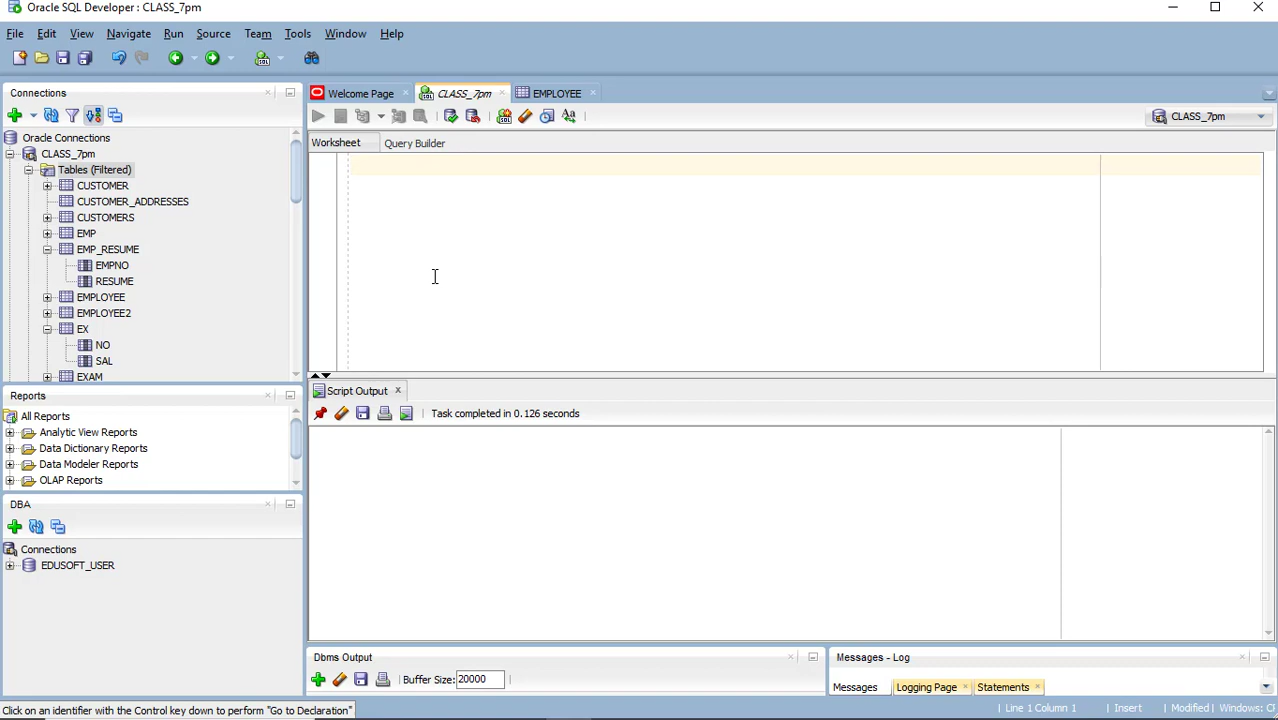 Oracle SQL Developer : CLASS_7pm
File Edit View Navigate Run Source Team Tools Window Help
Connections
Oracle Connections
CLASS_7pm
Tables (Filtered)
CUSTOMER
CUSTOMER_ADDRESSES
CUSTOMERS
EMP
EMP_RESUME
EMPNO
RESUME
EMPLOYEE
EMPLOYEE2
EX
NO
SAL
EXAM
Reports
All Reports
Analytic View Reports
Data Dictionary Reports
Data Modeler Reports
OLAP Reports
DBA
Connections
EDUSOFT_USER
Welcome Page CLASS_7pm EMPLOYEE
CLASS_7pm
Worksheet Query Builder
Script Output
Task completed in 0.126 seconds
Dbms Output
Buffer Size: 20000
Messages - Log
Messages Logging Page Statements
Click on an identifier with the Control key down to perform "Go to Declaration"
Line 1 Column 1 Insert Modified Windows: